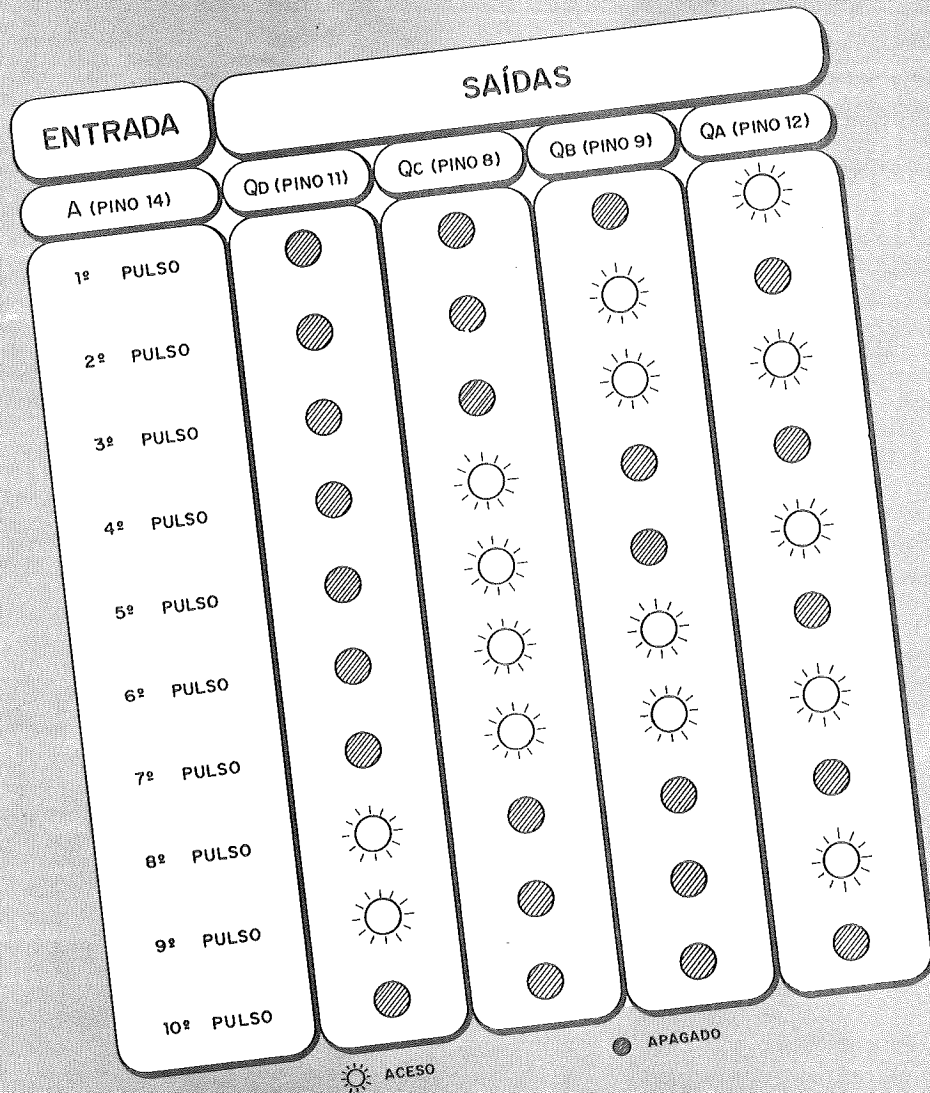 SAÍDAS
ENTRADA
A (PINO 14)
QD (PINO 11)
QC (PINO 8)
QB (PINO 9)
QA (PINO 12)
1º PULSO
2º PULSO
3º PULSO
4º PULSO
5º PULSO
6º PULSO
7º PULSO
8º PULSO
9º PULSO
10º PULSO
ACESO
APAGADO